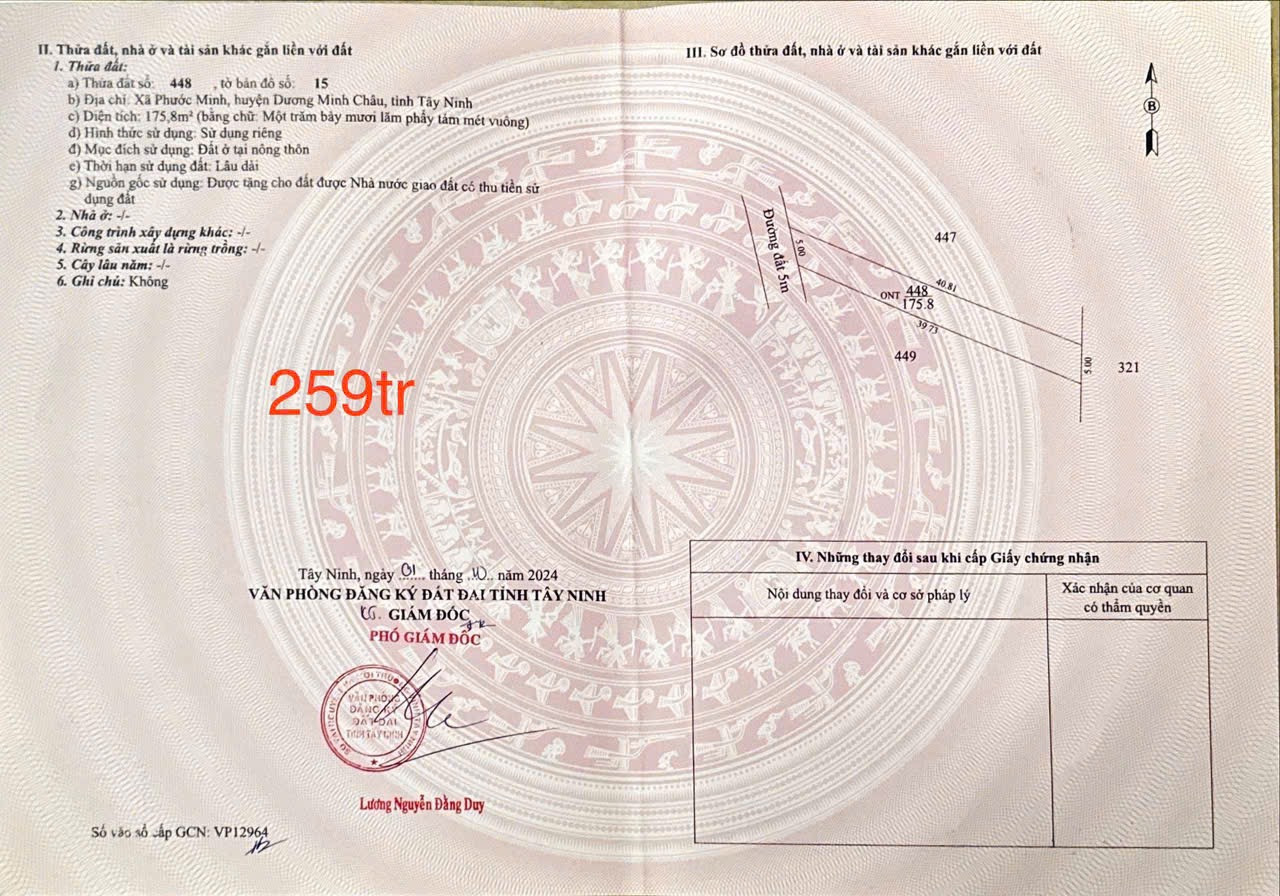 II. Thửa đất, nhà ở và tài sản khác gắn liền với đất
1. Thửa đất:
a) Thửa đất số: 448 , tờ bản đồ số: 15
b) Địa chỉ: Xã Phước Minh, huyện Dương Minh Châu, tỉnh Tây Ninh
c) Diện tích: 175,8m² (bằng chữ: Một trăm bảy mươi lăm phẩy tám mét vuông)
d) Hình thức sử dụng: Sử dụng riêng
đ) Mục đích sử dụng: Đất ở tại nông thôn
e) Thời hạn sử dụng đất: Lâu dài
g) Nguồn gốc sử dụng: Được tặng cho đất được Nhà nước giao đất có thu tiền sử
dụng đất
2. Nhà ở: -/-
3. Công trình xây dựng khác: -/-
4. Rừng sản xuất là rừng trồng: -/-
5. Cây lâu năm: -/-
6. Ghi chú: Không
259tr
Tây Ninh, ngày 01 tháng 10 năm 2024
VĂN PHÒNG ĐĂNG KÝ ĐẤT ĐAI TỈNH TÂY NINH
KT. GIÁM ĐỐC
PHÓ GIÁM ĐỐC
VĂN PHÒNG
ĐĂNG KÝ
ĐẤT ĐAI
TỈNH TÂY NINH
Lương Nguyễn Đằng Duy
Số vào sổ cấp GCN: VP12964
III. Sơ đồ thửa đất, nhà ở và tài sản khác gắn liền với đất
B
Đường đất 5m
5.00
447
40.81
ONT 448
175.8
39.73
449
5.00
321
IV. Những thay đổi sau khi cấp Giấy chứng nhận
Nội dung thay đổi và cơ sở pháp lý
Xác nhận của cơ quan
có thẩm quyền